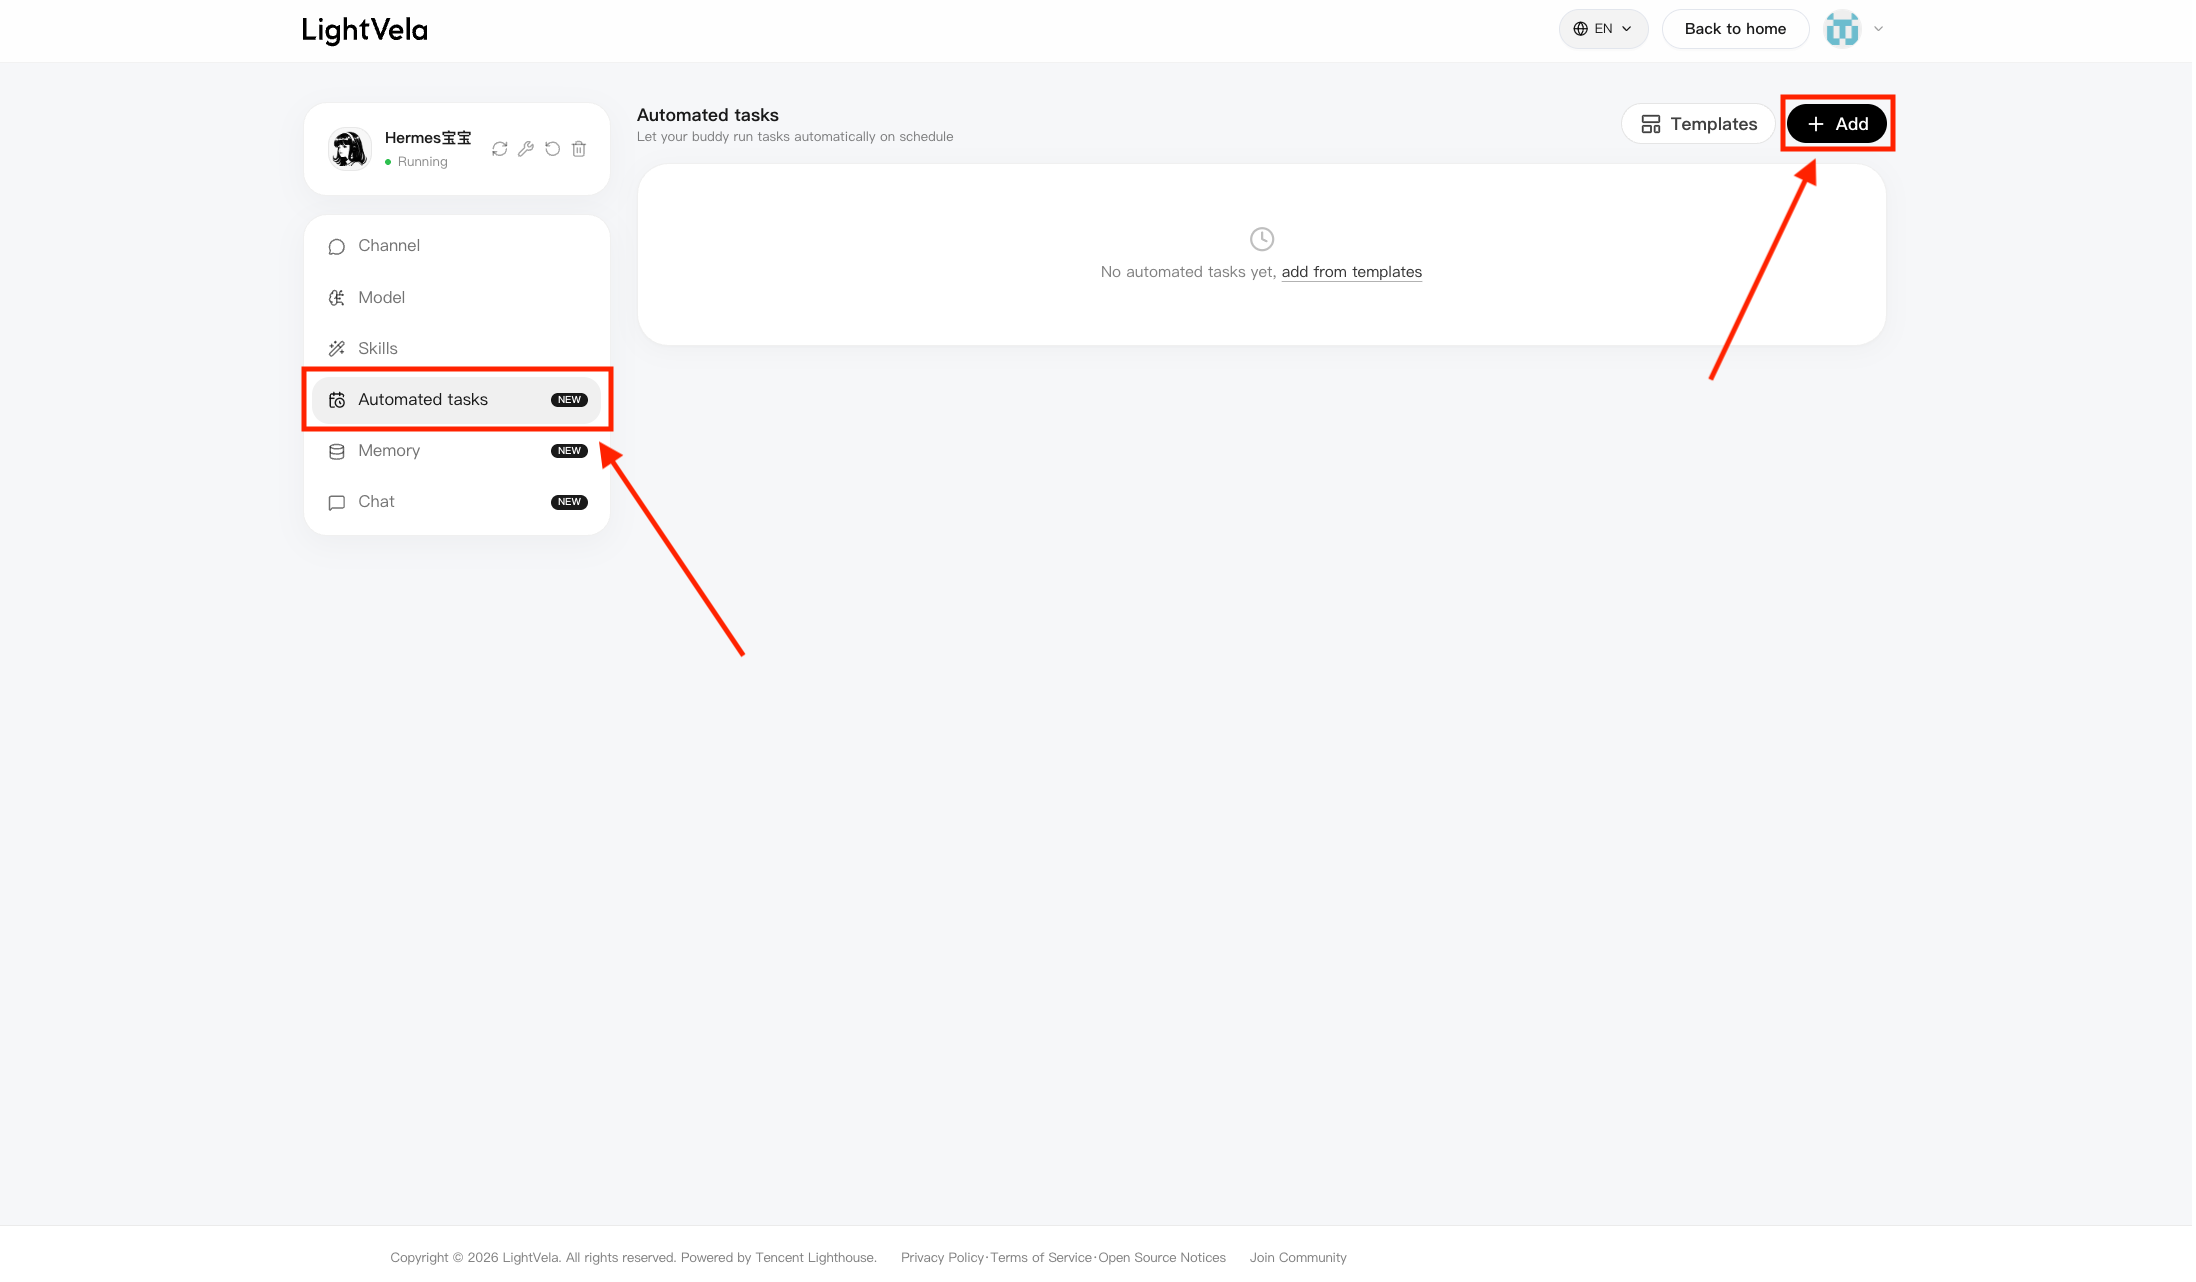 LightVela
EN
Back to home
Hermes宝宝
Running
Automated tasks
Let your buddy run tasks automatically on schedule
Templates
Add
Channel
Model
Skills
Automated tasks NEW
Memory NEW
Chat NEW
No automated tasks yet, add from templates
Copyright © 2026 LightVela. All rights reserved. Powered by Tencent Lighthouse. Privacy Policy·Terms of Service·Open Source Notices Join Community